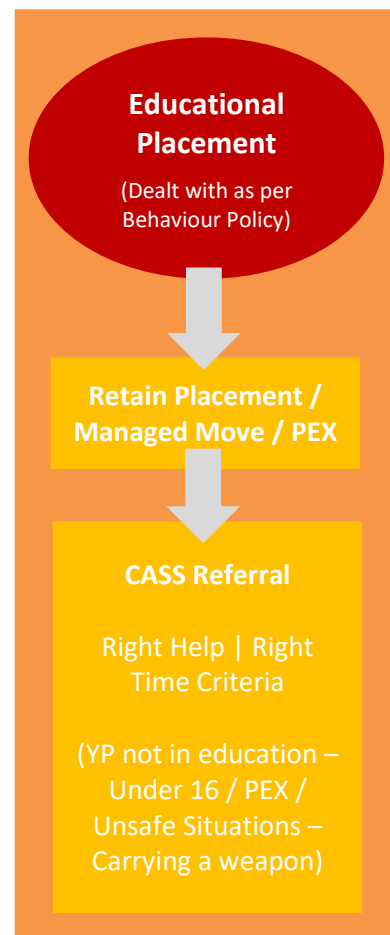 Educational
Placement
(Dealt with as per
Behaviour Policy)
Retain Placement /
Managed Move / PEX
CASS Referral
Right Help | Right
Time Criteria
(YP not in education –
Under 16 / PEX /
Unsafe Situations –
Carrying a weapon)